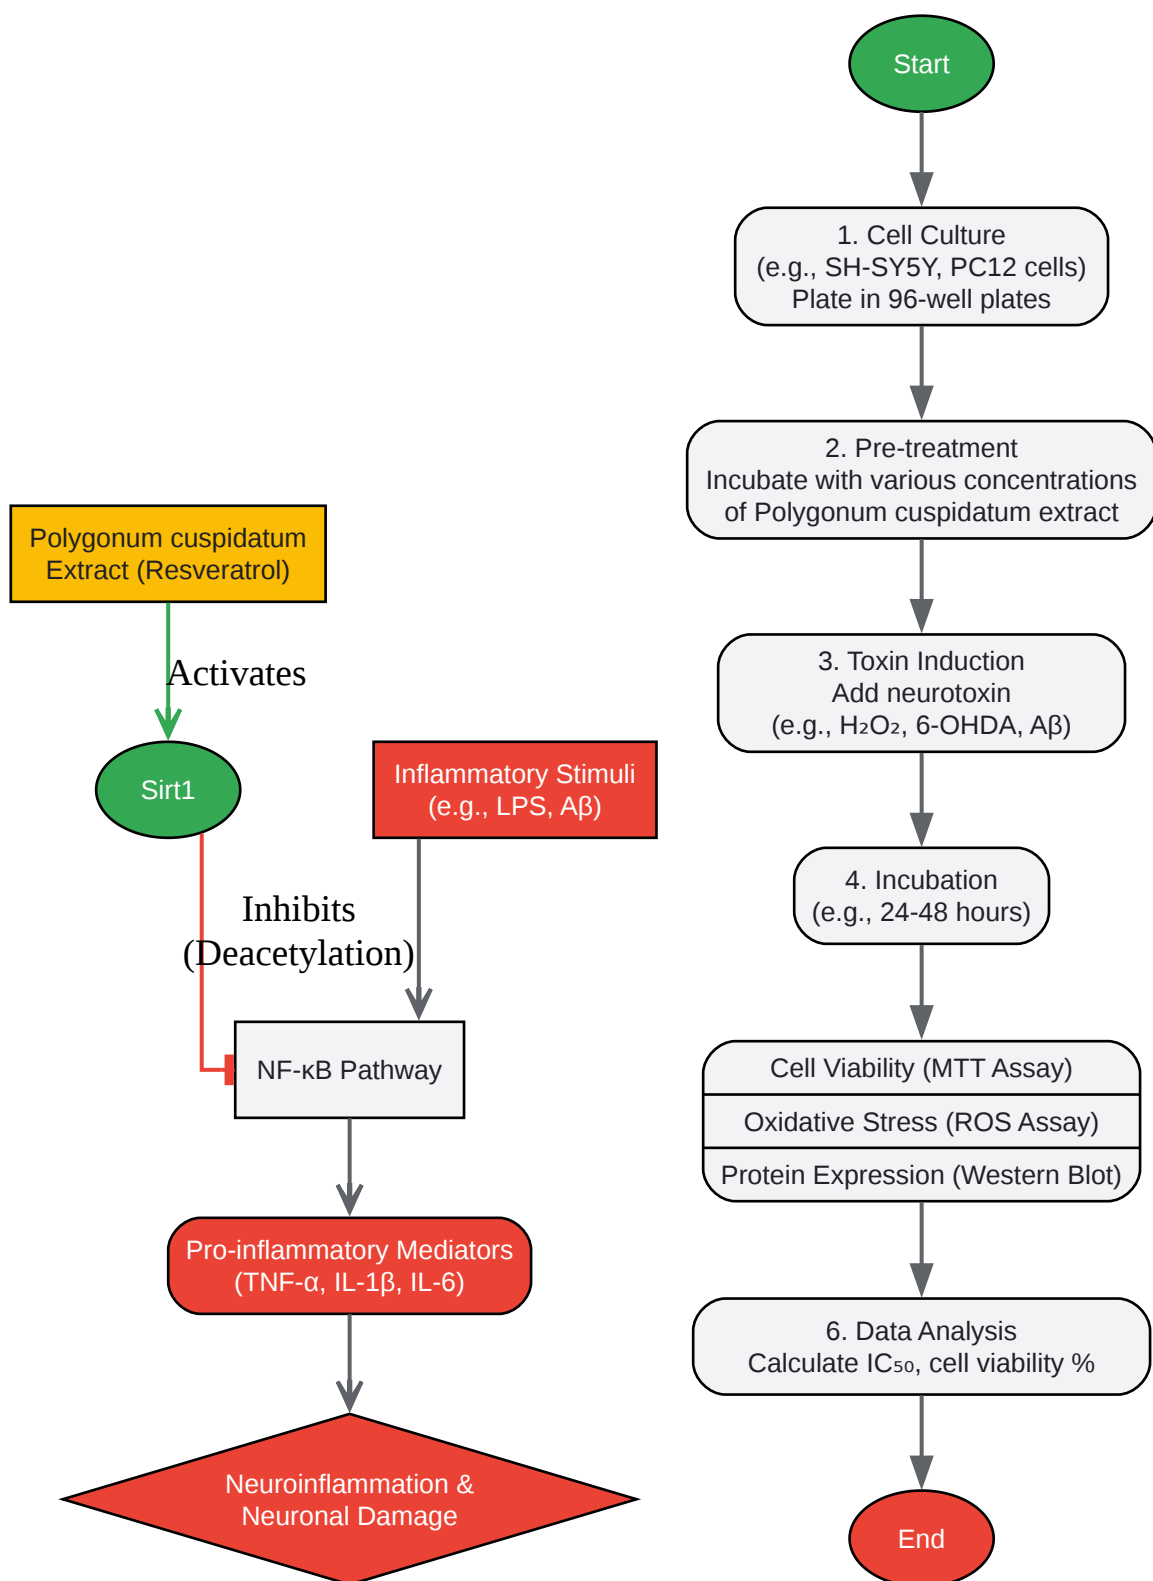 Polygonum cuspidatum
Extract (Resveratrol)
Activates
Sirt1
Inflammatory Stimuli
(e.g., LPS, Aβ)
Inhibits
(Deacetylation)
NF-κB Pathway
Pro-inflammatory Mediators
(TNF-α, IL-1β, IL-6)
Neuroinflammation &
Neuronal Damage
Start
1. Cell Culture
(e.g., SH-SY5Y, PC12 cells)
Plate in 96-well plates
2. Pre-treatment
Incubate with various concentrations
of Polygonum cuspidatum extract
3. Toxin Induction
Add neurotoxin
(e.g., H₂O₂, 6-OHDA, Aβ)
4. Incubation
(e.g., 24-48 hours)
Cell Viability (MTT Assay)
Oxidative Stress (ROS Assay)
Protein Expression (Western Blot)
6. Data Analysis
Calculate IC₅₀, cell viability %
End